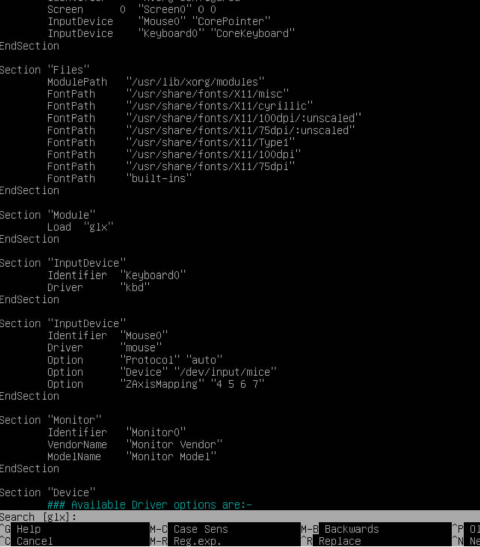 Screen 0 "Screen0" 0 0
InputDevice "Mouse0" "CorePointer"
InputDevice "Keyboard0" "CoreKeyboard"
EndSection
Section "Files"
ModulePath "/usr/lib/xorg/modules"
FontPath "/usr/share/fonts/X11/misc"
FontPath "/usr/share/fonts/X11/cyrillic"
FontPath "/usr/share/fonts/X11/100dpi/:unscaled"
FontPath "/usr/share/fonts/X11/75dpi/:unscaled"
FontPath "/usr/share/fonts/X11/Type1"
FontPath "/usr/share/fonts/X11/100dpi"
FontPath "/usr/share/fonts/X11/75dpi"
FontPath "built-ins"
EndSection
Section "Module"
Load "glx"
EndSection
Section "InputDevice"
Identifier "Keyboard0"
Driver "kbd"
EndSection
Section "InputDevice"
Identifier "Mouse0"
Driver "mouse"
Option "Protocol" "auto"
Option "Device" "/dev/input/mice"
Option "ZAxisMapping" "4 5 6 7"
EndSection
Section "Monitor"
Identifier "Monitor0"
VendorName "Monitor Vendor"
ModelName "Monitor Model"
EndSection
Section "Device"
### Available Driver options are:-
Search [glx]:
^G Help M-C Case Sens M-B Backwards ^P
^C Cancel M-R Reg.exp. ^R Replace ^N